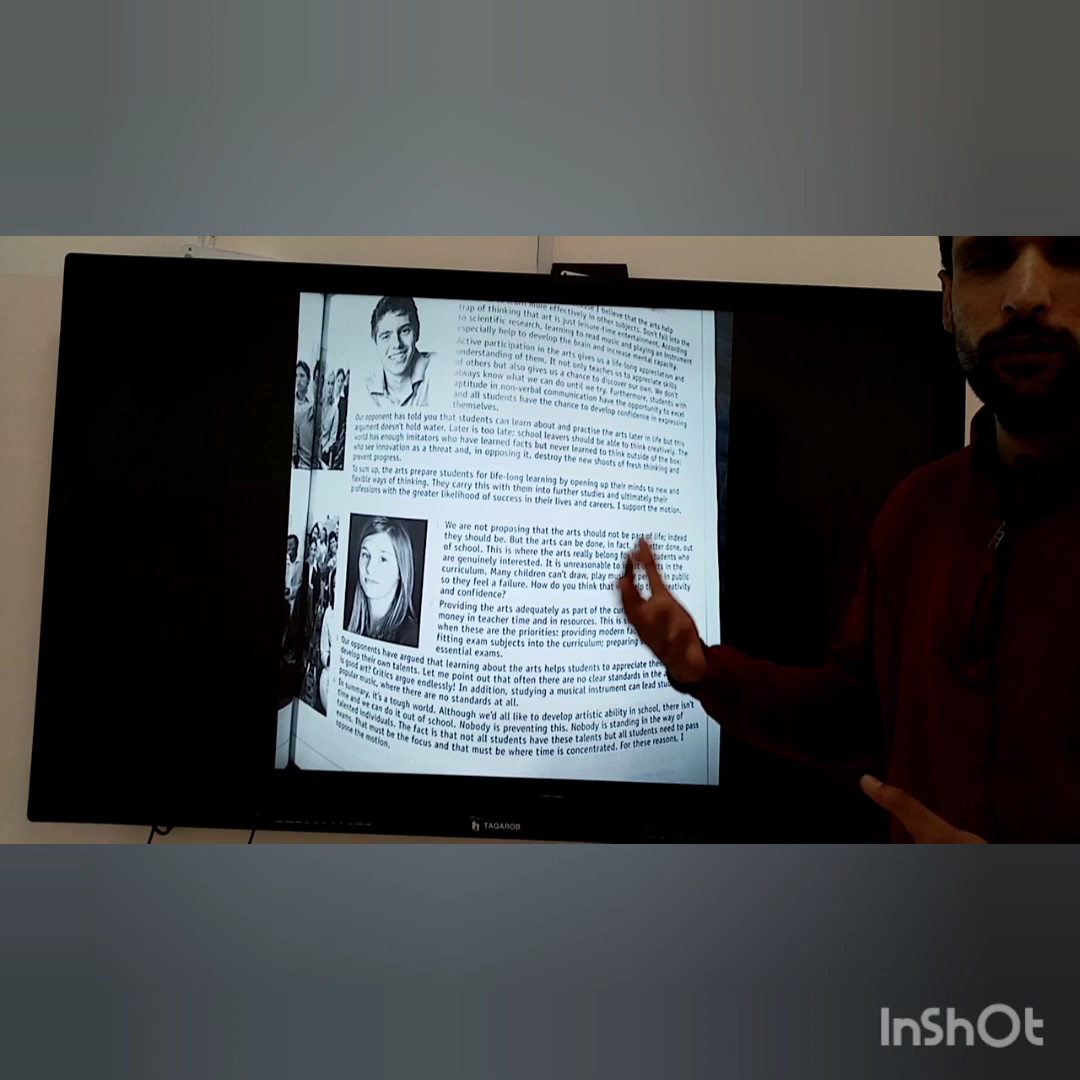 more effectively in other subjects. Don't fall into the
trap of thinking that art is just leisure-time entertainment. According
to scientific research, learning to read music and playing an instrument
especially help to develop the brain and increase mental capacity.
Active participation in the arts gives us a life-long appreciation and
understanding of them. It not only teaches us to appreciate skills
of others but also gives us a chance to discover our own. We don't
always know what we can do until we try. Furthermore, students with
aptitude in non-verbal communication have the opportunity to excel
and all students have the chance to develop confidence in expressing
themselves.
Our opponent has told you that students can learn about and practise the arts later in life but this
argument doesn't hold water. Later is too late; school leavers should be able to think creatively. The
world has enough imitators who have learned facts but never learned to think outside of the box;
who see innovation as a threat and, in opposing it, destroy the new shoots of fresh thinking and
prevent progress.
To sum up, the arts prepare students for life-long learning by opening up their minds to new and
flexible ways of thinking. They carry this with them into further studies and ultimately their
professions with the greater likelihood of success in their lives and careers. I support the motion.
We are not proposing that the arts should not be part of life; indeed
they should be. But the arts can be done, in fact, better done, out
of school. This is where the arts really belong for students who
are genuinely interested. It is unreasonable to in the
curriculum. Many children can't draw, play in public
so they feel a failure. How do you think that creativity
and confidence?
Providing the arts adequately as part of the
money in teacher time and in resources. This is
when these are the priorities: providing modern
fitting exam subjects into the curriculum; preparing
essential exams.
Our opponents have argued that learning about the arts helps students to appreciate
develop their own talents. Let me point out that often there are no clear standards in the
is good art? Critics argue endlessly! In addition, studying a musical instrument can lead
popular music, where there are no standards at all.
In summary, it's a tough world. Although we'd all like to develop artistic ability in school, there isn't
time and we can do it out of school. Nobody is preventing this. Nobody is standing in the way of
talented individuals. The fact is that not all students have these talents but all students need to pass
exams. That must be the focus and that must be where time is concentrated. For these reasons, I
oppose the motion.
TAQAROB
InShOt